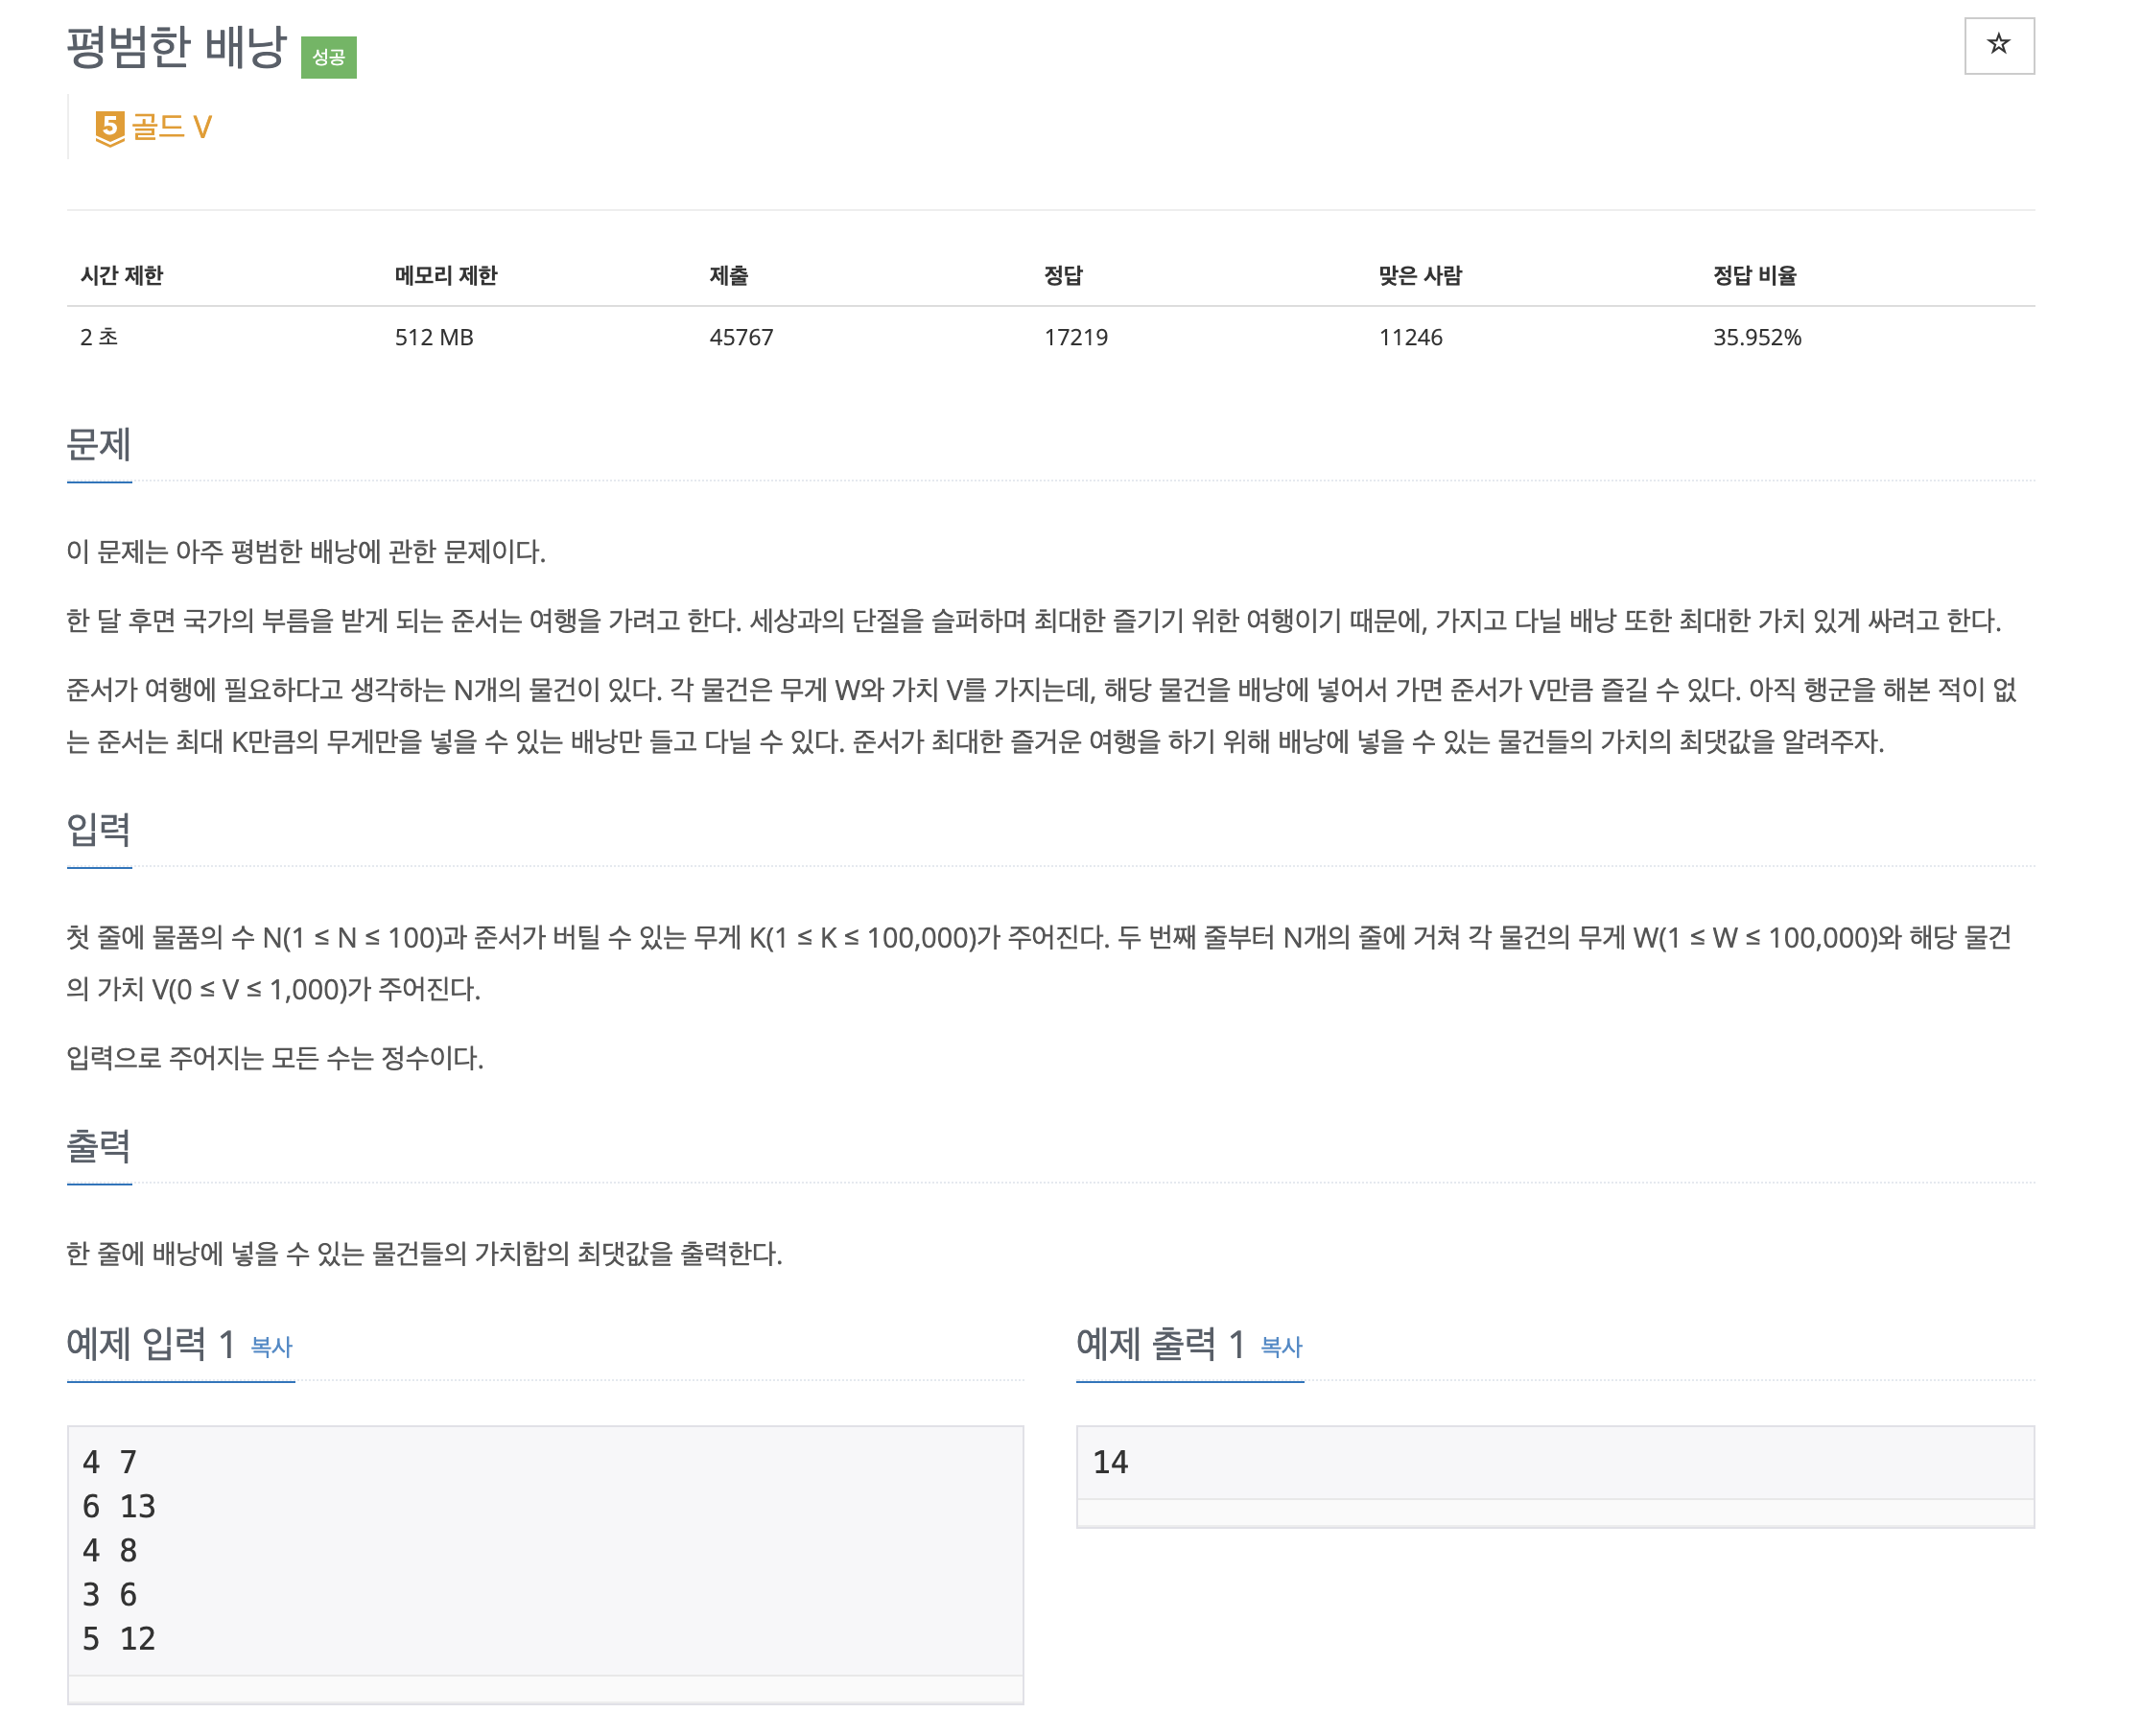 평범한 배낭 성공
☆
5 골드 V
시간 제한 메모리 제한 제출 정답 맞은 사람 정답 비율
2 초 512 MB 45767 17219 11246 35.952%
문제
이 문제는 아주 평범한 배낭에 관한 문제이다.
한 달 후면 국가의 부름을 받게 되는 준서는 여행을 가려고 한다. 세상과의 단절을 슬퍼하며 최대한 즐기기 위한 여행이기 때문에, 가지고 다닐 배낭 또한 최대한 가치 있게 싸려고 한다.
준서가 여행에 필요하다고 생각하는 N개의 물건이 있다. 각 물건은 무게 W와 가치 V를 가지는데, 해당 물건을 배낭에 넣어서 가면 준서가 V만큼 즐길 수 있다. 아직 행군을 해본 적이 없
는 준서는 최대 K만큼의 무게만을 넣을 수 있는 배낭만 들고 다닐 수 있다. 준서가 최대한 즐거운 여행을 하기 위해 배낭에 넣을 수 있는 물건들의 가치의 최댓값을 알려주자.
입력
첫 줄에 물품의 수 N(1 ≤ N ≤ 100)과 준서가 버틸 수 있는 무게 K(1 ≤ K ≤ 100,000)가 주어진다. 두 번째 줄부터 N개의 줄에 거쳐 각 물건의 무게 W(1 ≤ W ≤ 100,000)와 해당 물건
의 가치 V(0 ≤ V ≤ 1,000)가 주어진다.
입력으로 주어지는 모든 수는 정수이다.
출력
한 줄에 배낭에 넣을 수 있는 물건들의 가치합의 최댓값을 출력한다.
예제 입력 1 복사
4 7
6 13
4 8
3 6
5 12
예제 출력 1 복사
14